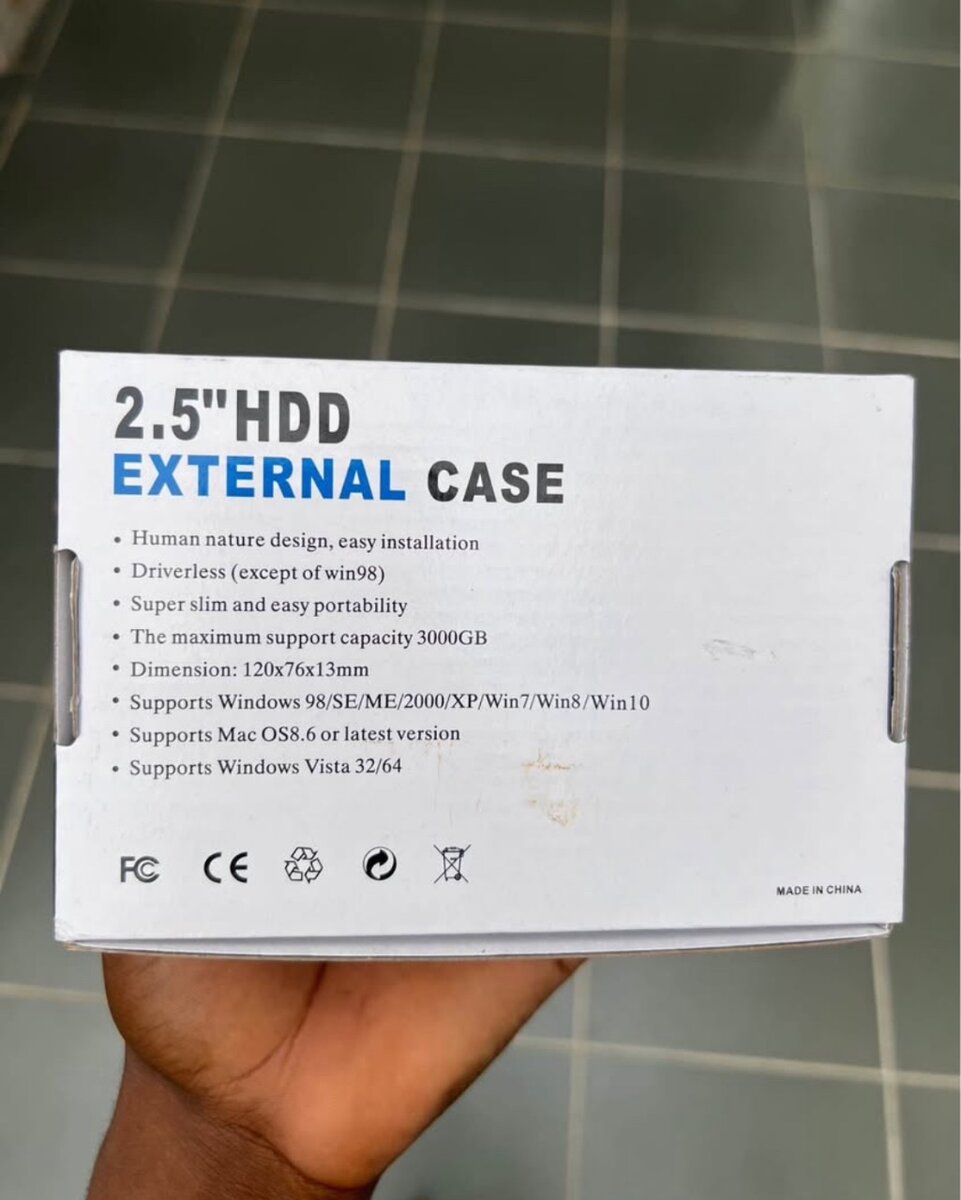 2.5"HDD
EXTERNAL CASE
• Human nature design, easy installation
• Driverless (except of win98)
• Super slim and easy portability
• The maximum support capacity 3000GB
• Dimension: 120x76x13mm
• Supports Windows 98/SE/ME/2000/XP/Win7/Win8/Win10
• Supports Mac OS8.6 or latest version
• Supports Windows Vista 32/64
FC CE
MADE IN CHINA